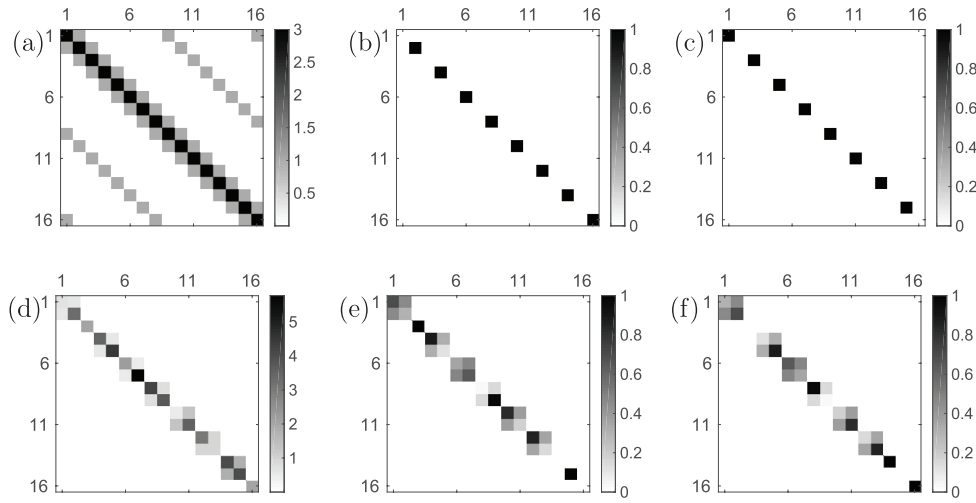 1 6 11 16
1 6 11 16
1 6 11 16
(a) 1 6 11 16
3 2.5 2 1.5 1 0.5
(b) 1 6 11 16
1 0.8 0.6 0.4 0.2 0
(c) 1 6 11 16
1 0.8 0.6 0.4 0.2 0
1 6 11 16
1 6 11 16
1 6 11 16
(d) 1 6 11 16
5 4 3 2 1
(e) 1 6 11 16
1 0.8 0.6 0.4 0.2 0
(f) 1 6 11 16
1 0.8 0.6 0.4 0.2 0